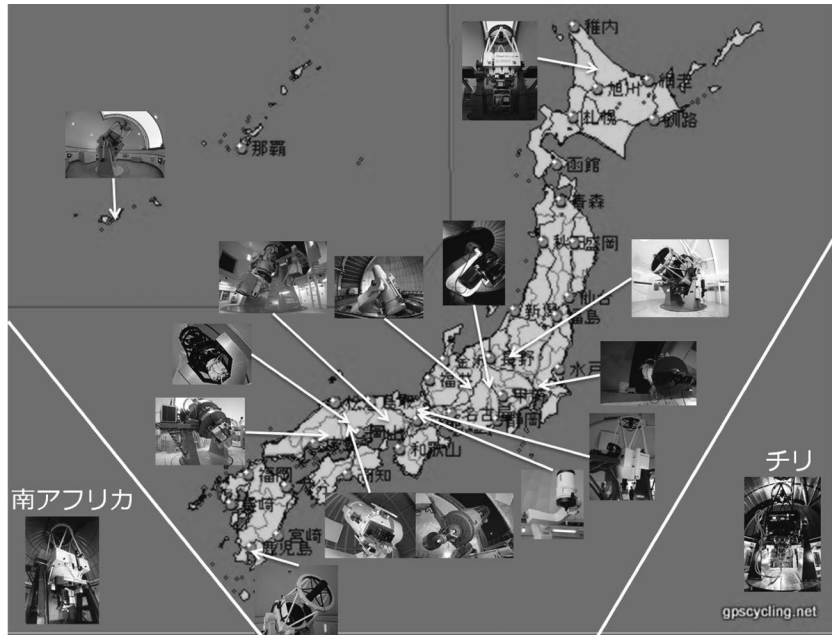 稚内
旭川
札幌
釧路
函館
青森
秋田
盛岡
仙台
福島
新潟
水戸
長野
金沢
福井
甲府
静岡
名古屋
松江
鳥取
岡山
和歌山
高知
福岡
長崎
宮崎
鹿児島
那覇
南アフリカ
チリ
gpscycling.net